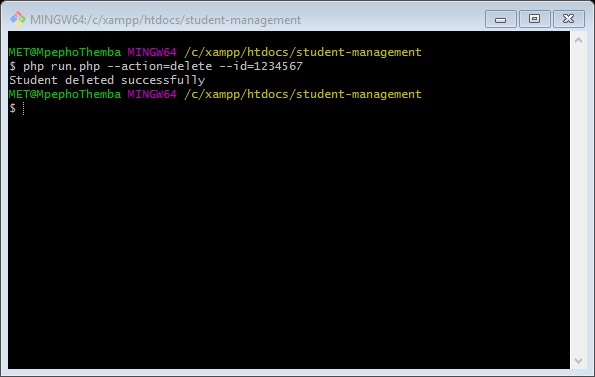 MINGW64:/c/xampp/htdocs/student-management
MET@MpephoThemba MINGW64 /c/xampp/htdocs/student-management
$ php run.php --action=delete --id=1234567
Student deleted successfully
MET@MpephoThemba MINGW64 /c/xampp/htdocs/student-management
$